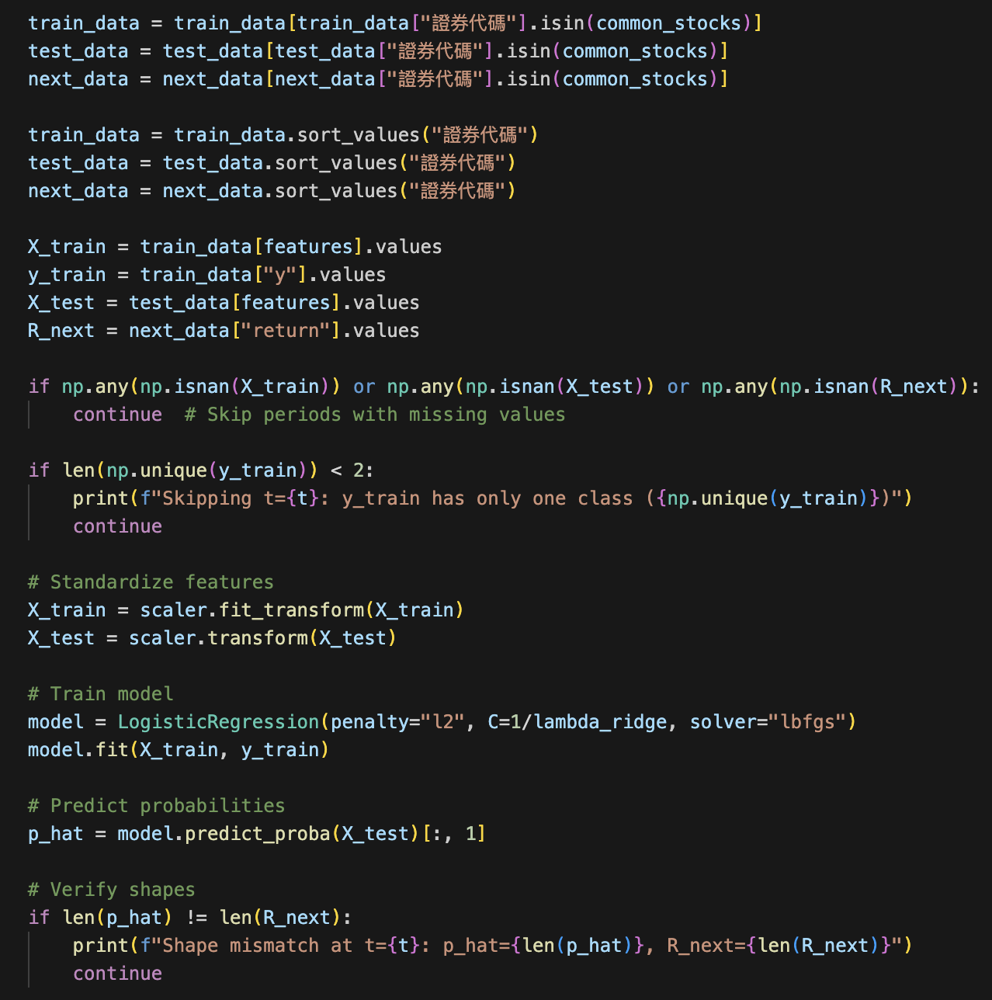 train_data = train_data[train_data["證券代碼"].isin(common_stocks)]
test_data = test_data[test_data["證券代碼"].isin(common_stocks)]
next_data = next_data[next_data["證券代碼"].isin(common_stocks)]
train_data = train_data.sort_values("證券代碼")
test_data = test_data.sort_values("證券代碼")
next_data = next_data.sort_values("證券代碼")
X_train = train_data[features].values
y_train = train_data["y"].values
X_test = test_data[features].values
R_next = next_data["return"].values
if np.any(np.isnan(X_train)) or np.any(np.isnan(X_test)) or np.any(np.isnan(R_next)):
    continue  # Skip periods with missing values
if len(np.unique(y_train)) < 2:
    print(f"Skipping t={t}: y_train has only one class ({np.unique(y_train)})")
    continue
# Standardize features
X_train = scaler.fit_transform(X_train)
X_test = scaler.transform(X_test)
# Train model
model = LogisticRegression(penalty="l2", C=1/lambda_ridge, solver="lbfgs")
model.fit(X_train, y_train)
# Predict probabilities
p_hat = model.predict_proba(X_test)[:, 1]
# Verify shapes
if len(p_hat) != len(R_next):
    print(f"Shape mismatch at t={t}: p_hat={len(p_hat)}, R_next={len(R_next)}")
    continue